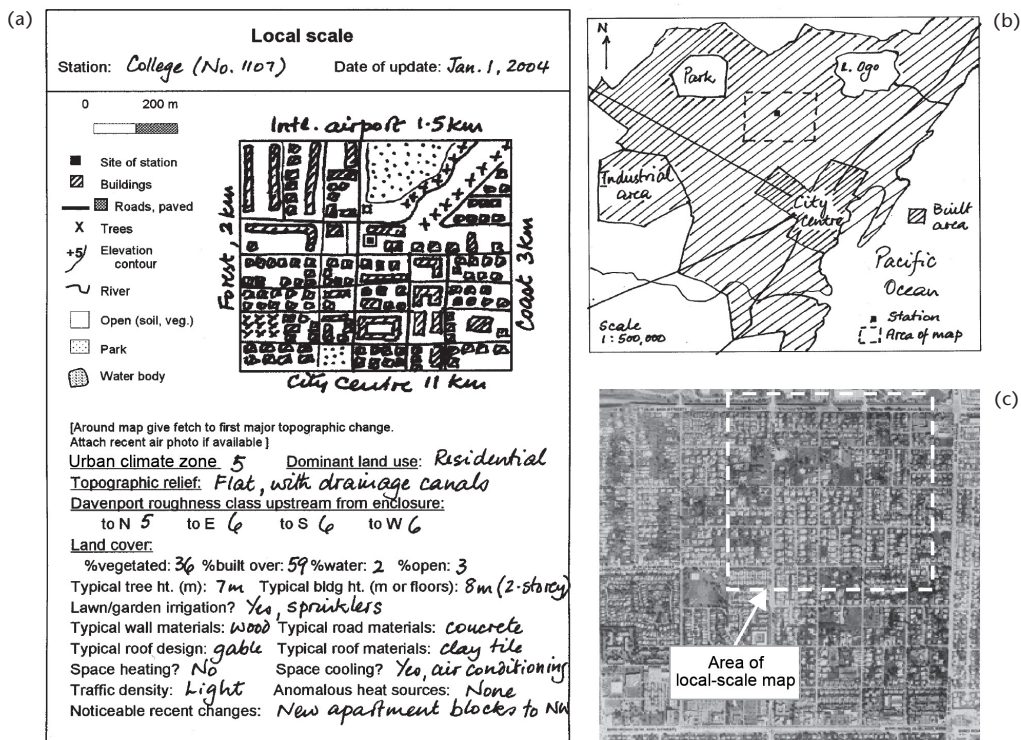 (a)
Local scale
Station: College (No. 1107) Date of update: Jan. 1, 2004
0 200 m
Site of station
Buildings
Roads, paved
X Trees
+5 Elevation
contour
River
Open (soil, veg.)
Park
Water body
Intl. airport 1.5 km
Forest, 2 km
Coast 3 km
City Centre 11 km
[Around map give fetch to first major topographic change.
Attach recent air photo if available ]
Urban climate zone 5 Dominant land use: Residential
Topographic relief: Flat, with drainage canals
Davenport roughness class upstream from enclosure:
to N 5 to E 6 to S 6 to W 6
Land cover:
%vegetated: 36 %built over: 59 %water: 2 %open: 3
Typical tree ht. (m): 7m Typical bldg ht. (m or floors): 8m (2-storey)
Lawn/garden irrigation? Yes, sprinklers
Typical wall materials: wood Typical road materials: concrete
Typical roof design: gable Typical roof materials: clay tile
Space heating? No Space cooling? Yes, air conditioning
Traffic density: Light Anomalous heat sources: None
Noticeable recent changes: New apartment blocks to NW
(b)
N
Park
L. Ogo
Industrial
area
City
Centre
Built
area
Pacific
Ocean
Station
Area of map
Scale
1:500,000
(c)
Area of
local-scale map